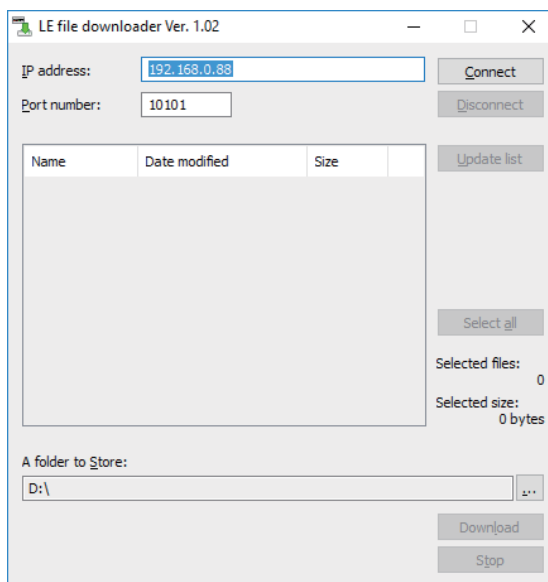 LE file downloader Ver. 1.02
IP address: 192.168.0.88 Connect
Port number: 10101 Disconnect
Name Date modified Size Update list
Select all
Selected files:
0
Selected size:
0 bytes
A folder to Store:
D:\ ...
Download
Stop